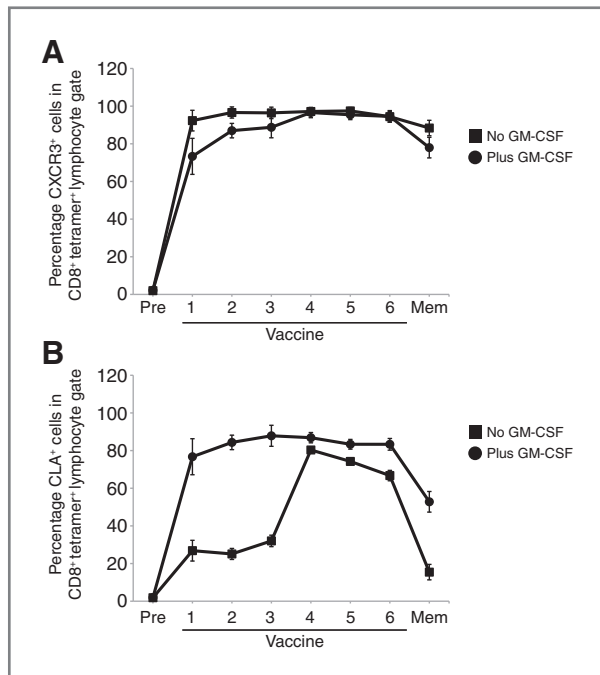 A
Percentage CXCR3⁺ cells in
CD8⁺ tetramer⁺ lymphocyte gate
120
100
80
60
40
20
0
Pre 1 2 3 4 5 6 Mem
Vaccine
No GM-CSF
Plus GM-CSF
B
Percentage CLA⁺ cells in
CD8⁺ tetramer⁺ lymphocyte gate
120
100
80
60
40
20
0
Pre 1 2 3 4 5 6 Mem
Vaccine
No GM-CSF
Plus GM-CSF